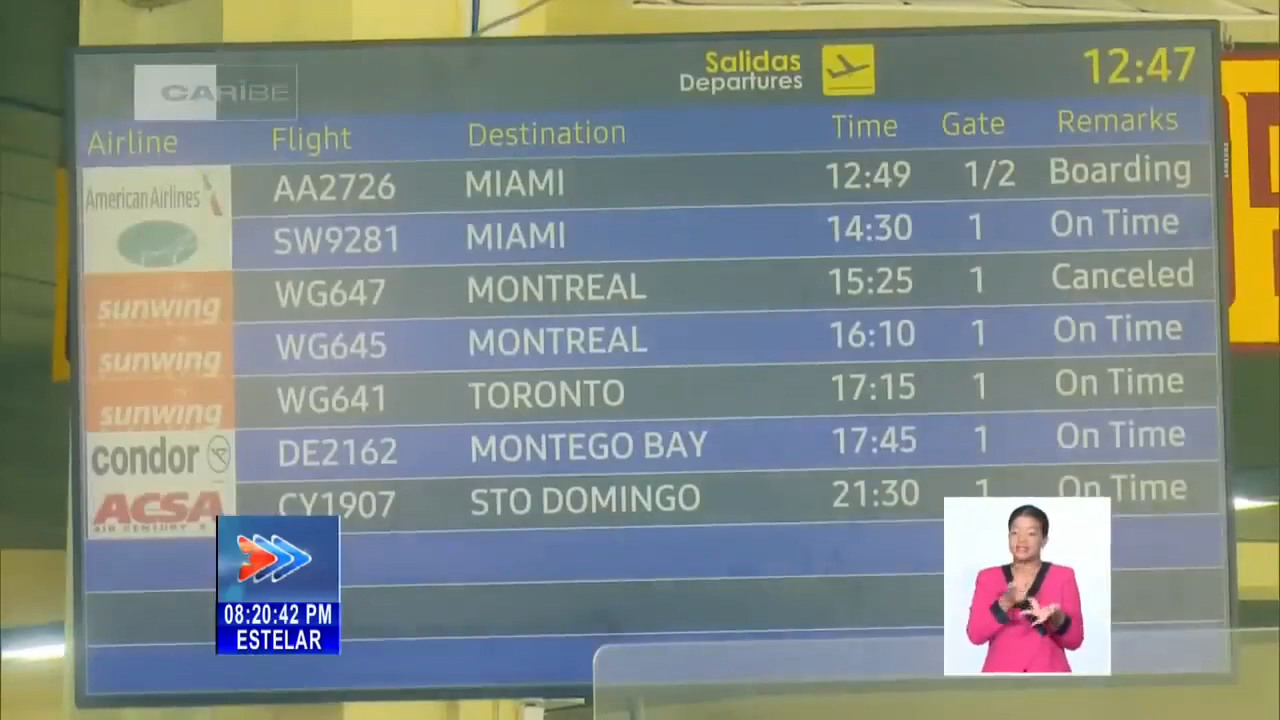 CARIBE
Salidas
Departures
12:47
Airline Flight Destination Time Gate Remarks
American Airlines AA2726 MIAMI 12:49 1/2 Boarding
SW9281 MIAMI 14:30 1 On Time
sunwing WG647 MONTREAL 15:25 1 Canceled
sunwing WG645 MONTREAL 16:10 1 On Time
sunwing WG641 TORONTO 17:15 1 On Time
condor DE2162 MONTEGO BAY 17:45 1 On Time
ACSA CY1907 STO DOMINGO 21:30 1 On Time
AIR CENTURY
08:20:42 PM
ESTELAR